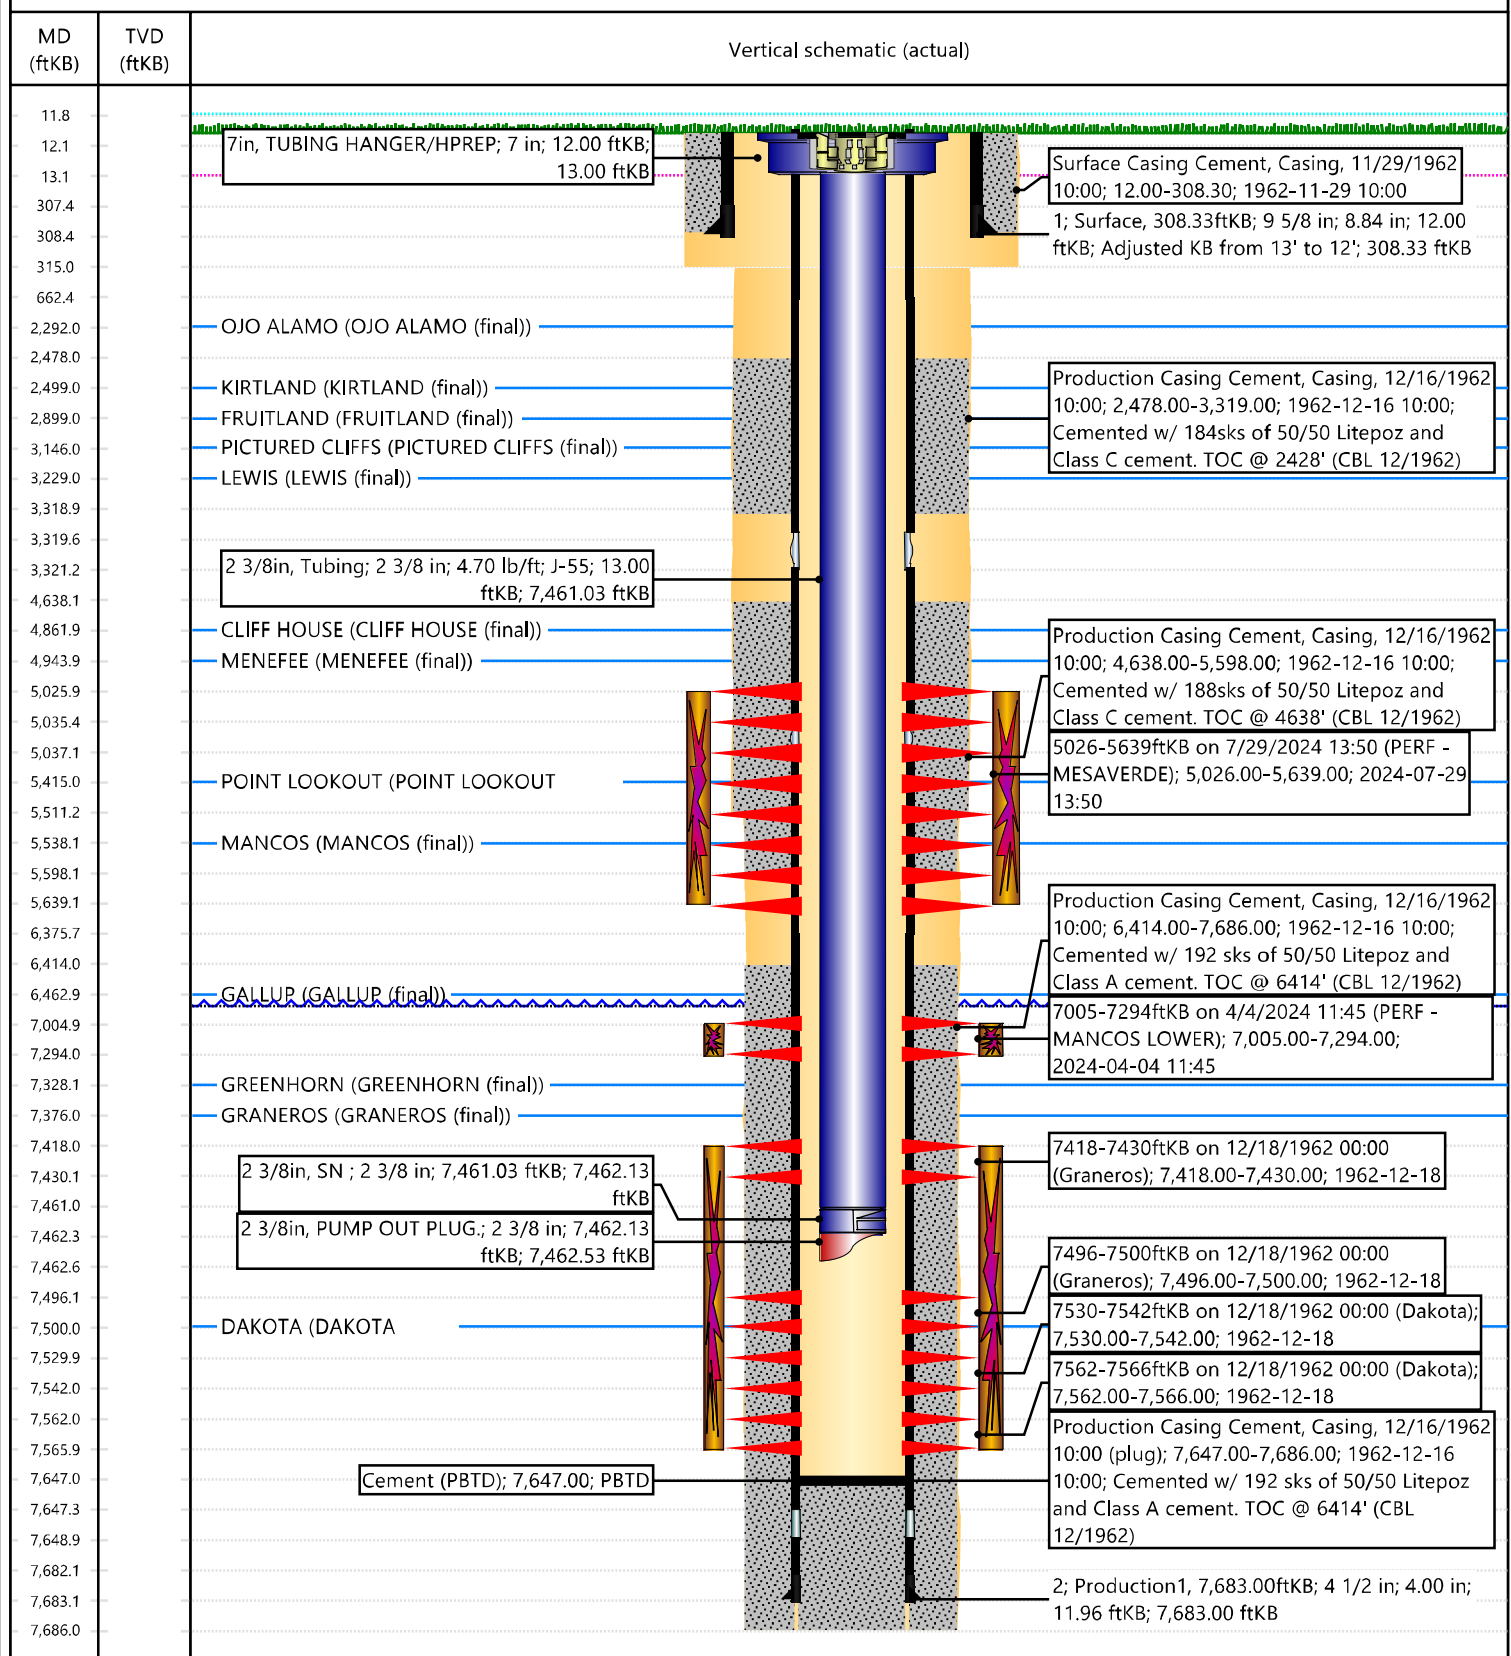 MD
(ftKB)
TVD
(ftKB)
Vertical schematic (actual)
11.8
12.1
13.1
307.4
308.4
315.0
662.4
2,292.0
2,478.0
2,499.0
2,899.0
3,146.0
3,229.0
3,318.9
3,319.6
3,321.2
4,638.1
4,861.9
4,943.9
5,025.9
5,035.4
5,037.1
5,415.0
5,511.2
5,538.1
5,598.1
5,639.1
6,375.7
6,414.0
6,462.9
7,004.9
7,294.0
7,328.1
7,376.0
7,418.0
7,430.1
7,461.0
7,462.3
7,462.6
7,496.1
7,500.0
7,529.9
7,542.0
7,562.0
7,565.9
7,647.0
7,647.3
7,648.9
7,682.1
7,683.1
7,686.0
7in, TUBING HANGER/HPREP; 7 in; 12.00 ftKB;
13.00 ftKB
OJO ALAMO (OJO ALAMO (final))
KIRTLAND (KIRTLAND (final))
FRUITLAND (FRUITLAND (final))
PICTURED CLIFFS (PICTURED CLIFFS (final))
LEWIS (LEWIS (final))
2 3/8in, Tubing; 2 3/8 in; 4.70 lb/ft; J-55; 13.00
ftKB; 7,461.03 ftKB
CLIFF HOUSE (CLIFF HOUSE (final))
MENEFEE (MENEFEE (final))
POINT LOOKOUT (POINT LOOKOUT
MANCOS (MANCOS (final))
GALLUP (GALLUP (final))
GREENHORN (GREENHORN (final))
GRANEROS (GRANEROS (final))
2 3/8in, SN ; 2 3/8 in; 7,461.03 ftKB; 7,462.13
ftKB
2 3/8in, PUMP OUT PLUG.; 2 3/8 in; 7,462.13
ftKB; 7,462.53 ftKB
DAKOTA (DAKOTA
Cement (PBTD); 7,647.00; PBTD
Surface Casing Cement, Casing, 11/29/1962
10:00; 12.00-308.30; 1962-11-29 10:00
1; Surface, 308.33ftKB; 9 5/8 in; 8.84 in; 12.00
ftKB; Adjusted KB from 13' to 12'; 308.33 ftKB
Production Casing Cement, Casing, 12/16/1962
10:00; 2,478.00-3,319.00; 1962-12-16 10:00;
Cemented w/ 184sks of 50/50 Litepoz and
Class C cement. TOC @ 2428' (CBL 12/1962)
Production Casing Cement, Casing, 12/16/1962
10:00; 4,638.00-5,598.00; 1962-12-16 10:00;
Cemented w/ 188sks of 50/50 Litepoz and
Class C cement. TOC @ 4638' (CBL 12/1962)
5026-5639ftKB on 7/29/2024 13:50 (PERF -
MESAVERDE); 5,026.00-5,639.00; 2024-07-29
13:50
Production Casing Cement, Casing, 12/16/1962
10:00; 6,414.00-7,686.00; 1962-12-16 10:00;
Cemented w/ 192 sks of 50/50 Litepoz and
Class A cement. TOC @ 6414' (CBL 12/1962)
7005-7294ftKB on 4/4/2024 11:45 (PERF -
MANCOS LOWER); 7,005.00-7,294.00;
2024-04-04 11:45
7418-7430ftKB on 12/18/1962 00:00
(Graneros); 7,418.00-7,430.00; 1962-12-18
7496-7500ftKB on 12/18/1962 00:00
(Graneros); 7,496.00-7,500.00; 1962-12-18
7530-7542ftKB on 12/18/1962 00:00 (Dakota);
7,530.00-7,542.00; 1962-12-18
7562-7566ftKB on 12/18/1962 00:00 (Dakota);
7,562.00-7,566.00; 1962-12-18
Production Casing Cement, Casing, 12/16/1962
10:00 (plug); 7,647.00-7,686.00; 1962-12-16
10:00; Cemented w/ 192 sks of 50/50 Litepoz
and Class A cement. TOC @ 6414' (CBL
12/1962)
2; Production1, 7,683.00ftKB; 4 1/2 in; 4.00 in;
11.96 ftKB; 7,683.00 ftKB